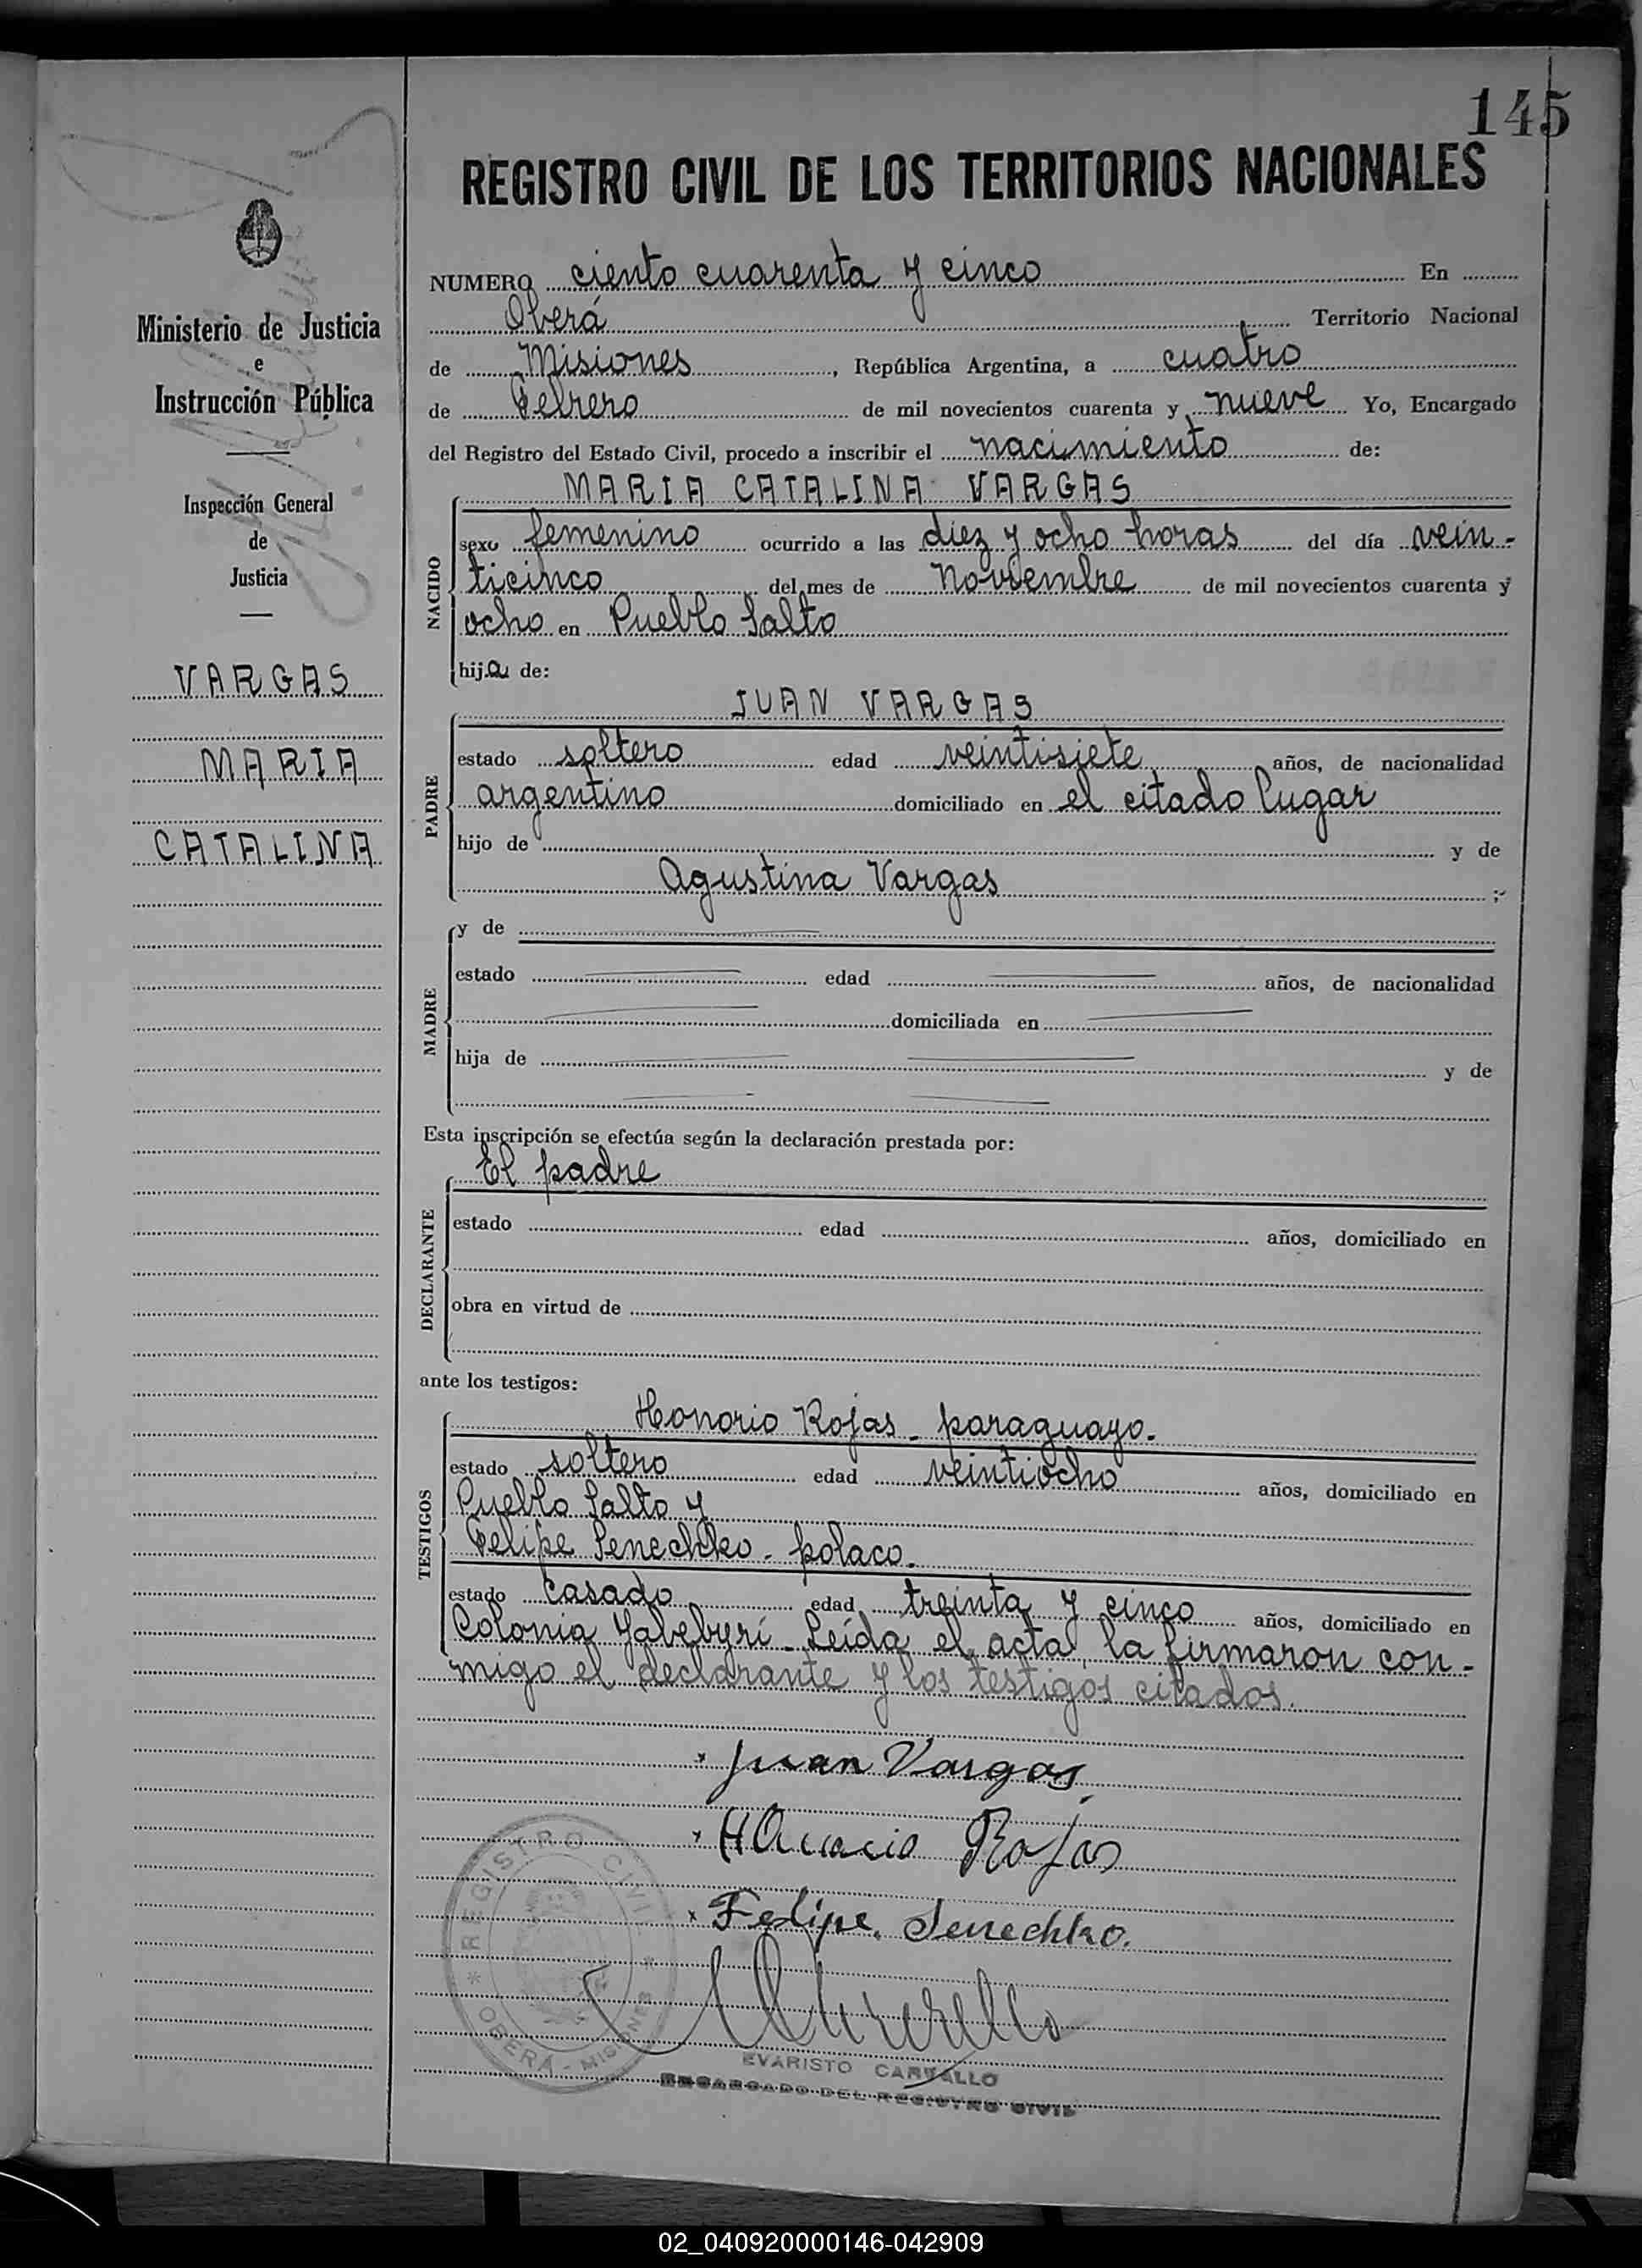 145
REGISTRO CIVIL DE LOS TERRITORIOS NACIONALES
Ministerio de Justicia
e
Instrucción Pública
Inspección General
de
Justicia
VARGAS
MARIA
CATALINA
NUMERO ciento cuarenta y cinco En
Oberá Territorio Nacional
de Misiones, República Argentina, a cuatro
de Febrero de mil novecientos cuarenta y nueve Yo, Encargado
del Registro del Estado Civil, procedo a inscribir el nacimiento de:
MARIA CATALINA VARGAS
NACIDO
sexo femenino ocurrido a las diez y ocho horas del día vein-
ticinco del mes de noviembre de mil novecientos cuarenta y
ocho en Pueblo Salto
hija de:
JUAN VARGAS
PADRE
estado soltero edad veintisiete años, de nacionalidad
argentino domiciliado en el citado lugar
hijo de y de
Agustina Vargas ;
MADRE
y de
estado edad años, de nacionalidad
domiciliada en
hija de y de
Esta inscripción se efectúa según la declaración prestada por:
El padre
DECLARANTE
estado edad años, domiciliado en
obra en virtud de
ante los testigos:
Honorio Rojas - paraguayo.
TESTIGOS
estado soltero edad veintiocho años, domiciliado en
Pueblo Salto y
Felipe Senechko - polaco.
estado casado edad treinta y cinco años, domiciliado en
Colonia Yabebyrí - Leída el acta, la firmaron con-
migo el declarante y los testigos citados.
Juan Vargas
Rojas
Felipe Senechko.
REGISTRO CIVIL
* OBERÁ - MISIONES *
EVARISTO CARVALLO
ENCARGADO DEL REGISTRO CIVIL
02_040920000146-042909